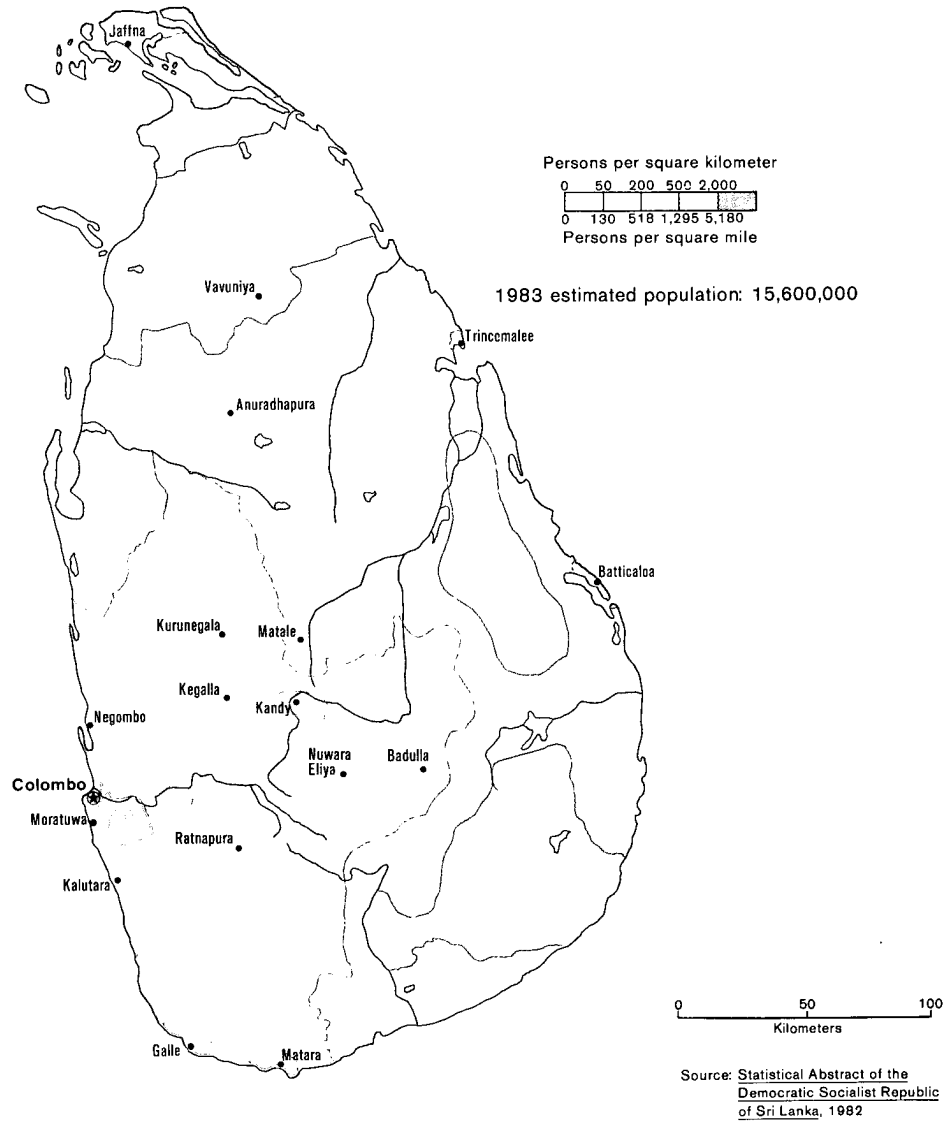 Jaffna
Persons per square kilometer
0 50 200 500 2,000
0 130 518 1,295 5,180
Persons per square mile
Vavuniya
1983 estimated population: 15,600,000
Trincomalee
Anuradhapura
Batticaloa
Kurunegala
Matale
Kegalla
Kandy
Negombo
Nuwara
Eliya
Badulla
Colombo
Moratuwa
Ratnapura
Kalutara
0 50 100
Kilometers
Galle
Matara
Source: Statistical Abstract of the
Democratic Socialist Republic
of Sri Lanka, 1982